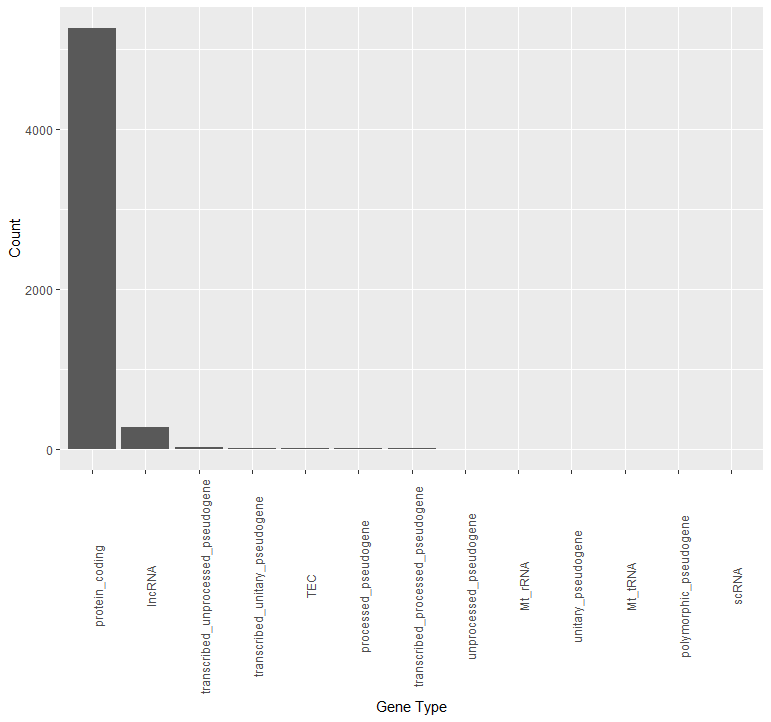 Count
4000
2000
0
protein_coding
lncRNA
transcribed_unprocessed_pseudogene
transcribed_unitary_pseudogene
TEC
processed_pseudogene
transcribed_processed_pseudogene
unprocessed_pseudogene
Mt_rRNA
unitary_pseudogene
Mt_tRNA
polymorphic_pseudogene
scRNA
Gene Type